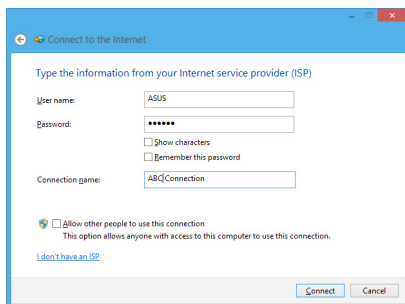 Connect to the Internet
Type the information from your Internet service provider (ISP)
User name: ASUS
Password: ••••••
Show characters
Remember this password
Connection name: ABC Connection
Allow other people to use this connection
This option allows anyone with access to this computer to use this connection.
I don't have an ISP
Connect Cancel